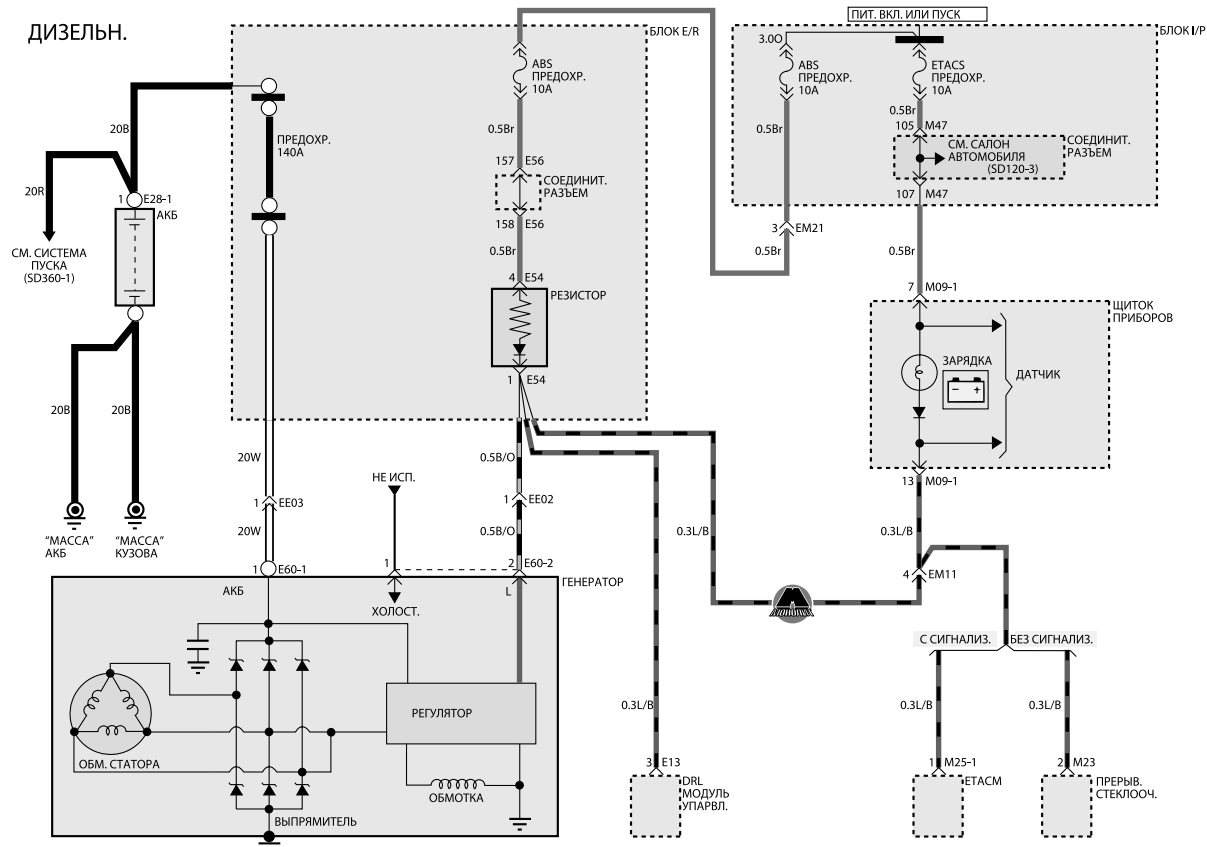 ДИЗЕЛЬН.
ПИТ. ВКЛ. ИЛИ ПУСК
БЛОК E/R
БЛОК I/P
3.0O
ABS
ПРЕДОХР.
10A
ABS
ПРЕДОХР.
10A
ETACS
ПРЕДОХР.
10A
20B
ПРЕДОХР.
140A
0.5Br
0.5Br
0.5Br
105 M47
СМ. САЛОН
АВТОМОБИЛЯ
(SD120-3)
СОЕДИНИТ.
РАЗЪЕМ
157 E56
СОЕДИНИТ.
РАЗЪЕМ
158 E56
107 M47
20R
1 E28-1
АКБ
СМ. СИСТЕМА
ПУСКА
(SD360-1)
3 EM21
0.5Br
0.5Br
0.5Br
4 E54
РЕЗИСТОР
1 E54
7 M09-1
ЩИТОК
ПРИБОРОВ
ЗАРЯДКА
- +
ДАТЧИК
13 M09-1
20B
20B
20W
0.5B/O
НЕ ИСП.
1 EE03
1 EE02
20W
0.5B/O
0.3L/B
"МАССА"
АКБ
"МАССА"
КУЗОВА
1 E60-1
1
2 E60-2
ГЕНЕРАТОР
4 EM11
АКБ
L
ХОЛОСТ.
С СИГНАЛИЗ.
БЕЗ СИГНАЛИЗ.
РЕГУЛЯТОР
0.3L/B
0.3L/B
0.3L/B
ОБМ. СТАТОРА
ОБМОТКА
ВЫПРЯМИТЕЛЬ
3 E13
DRL
МОДУЛЬ
УПАРВЛ.
1 M25-1
ЕТАСМ
2 M23
ПРЕРЫВ.
СТЕКЛООЧ.